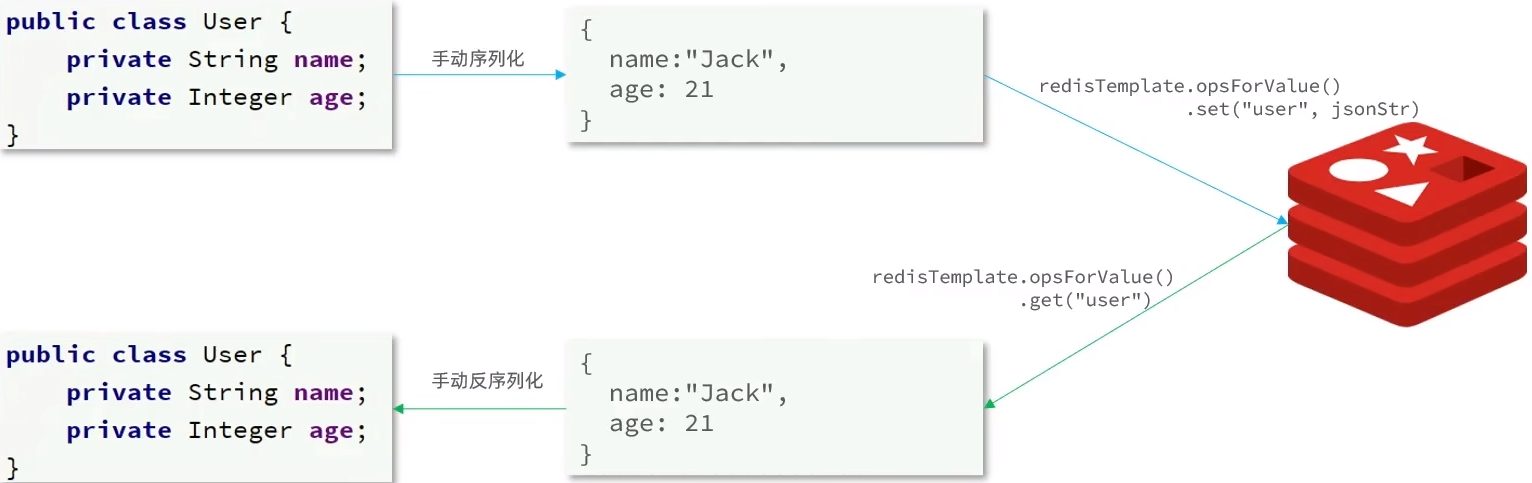 public class User {
    private String name;
    private Integer age;
}
手动序列化
{
  name:"Jack",
  age: 21
}
redisTemplate.opsForValue()
.set("user", jsonStr)
redisTemplate.opsForValue()
.get("user")
public class User {
    private String name;
    private Integer age;
}
手动反序列化
{
  name:"Jack",
  age: 21
}